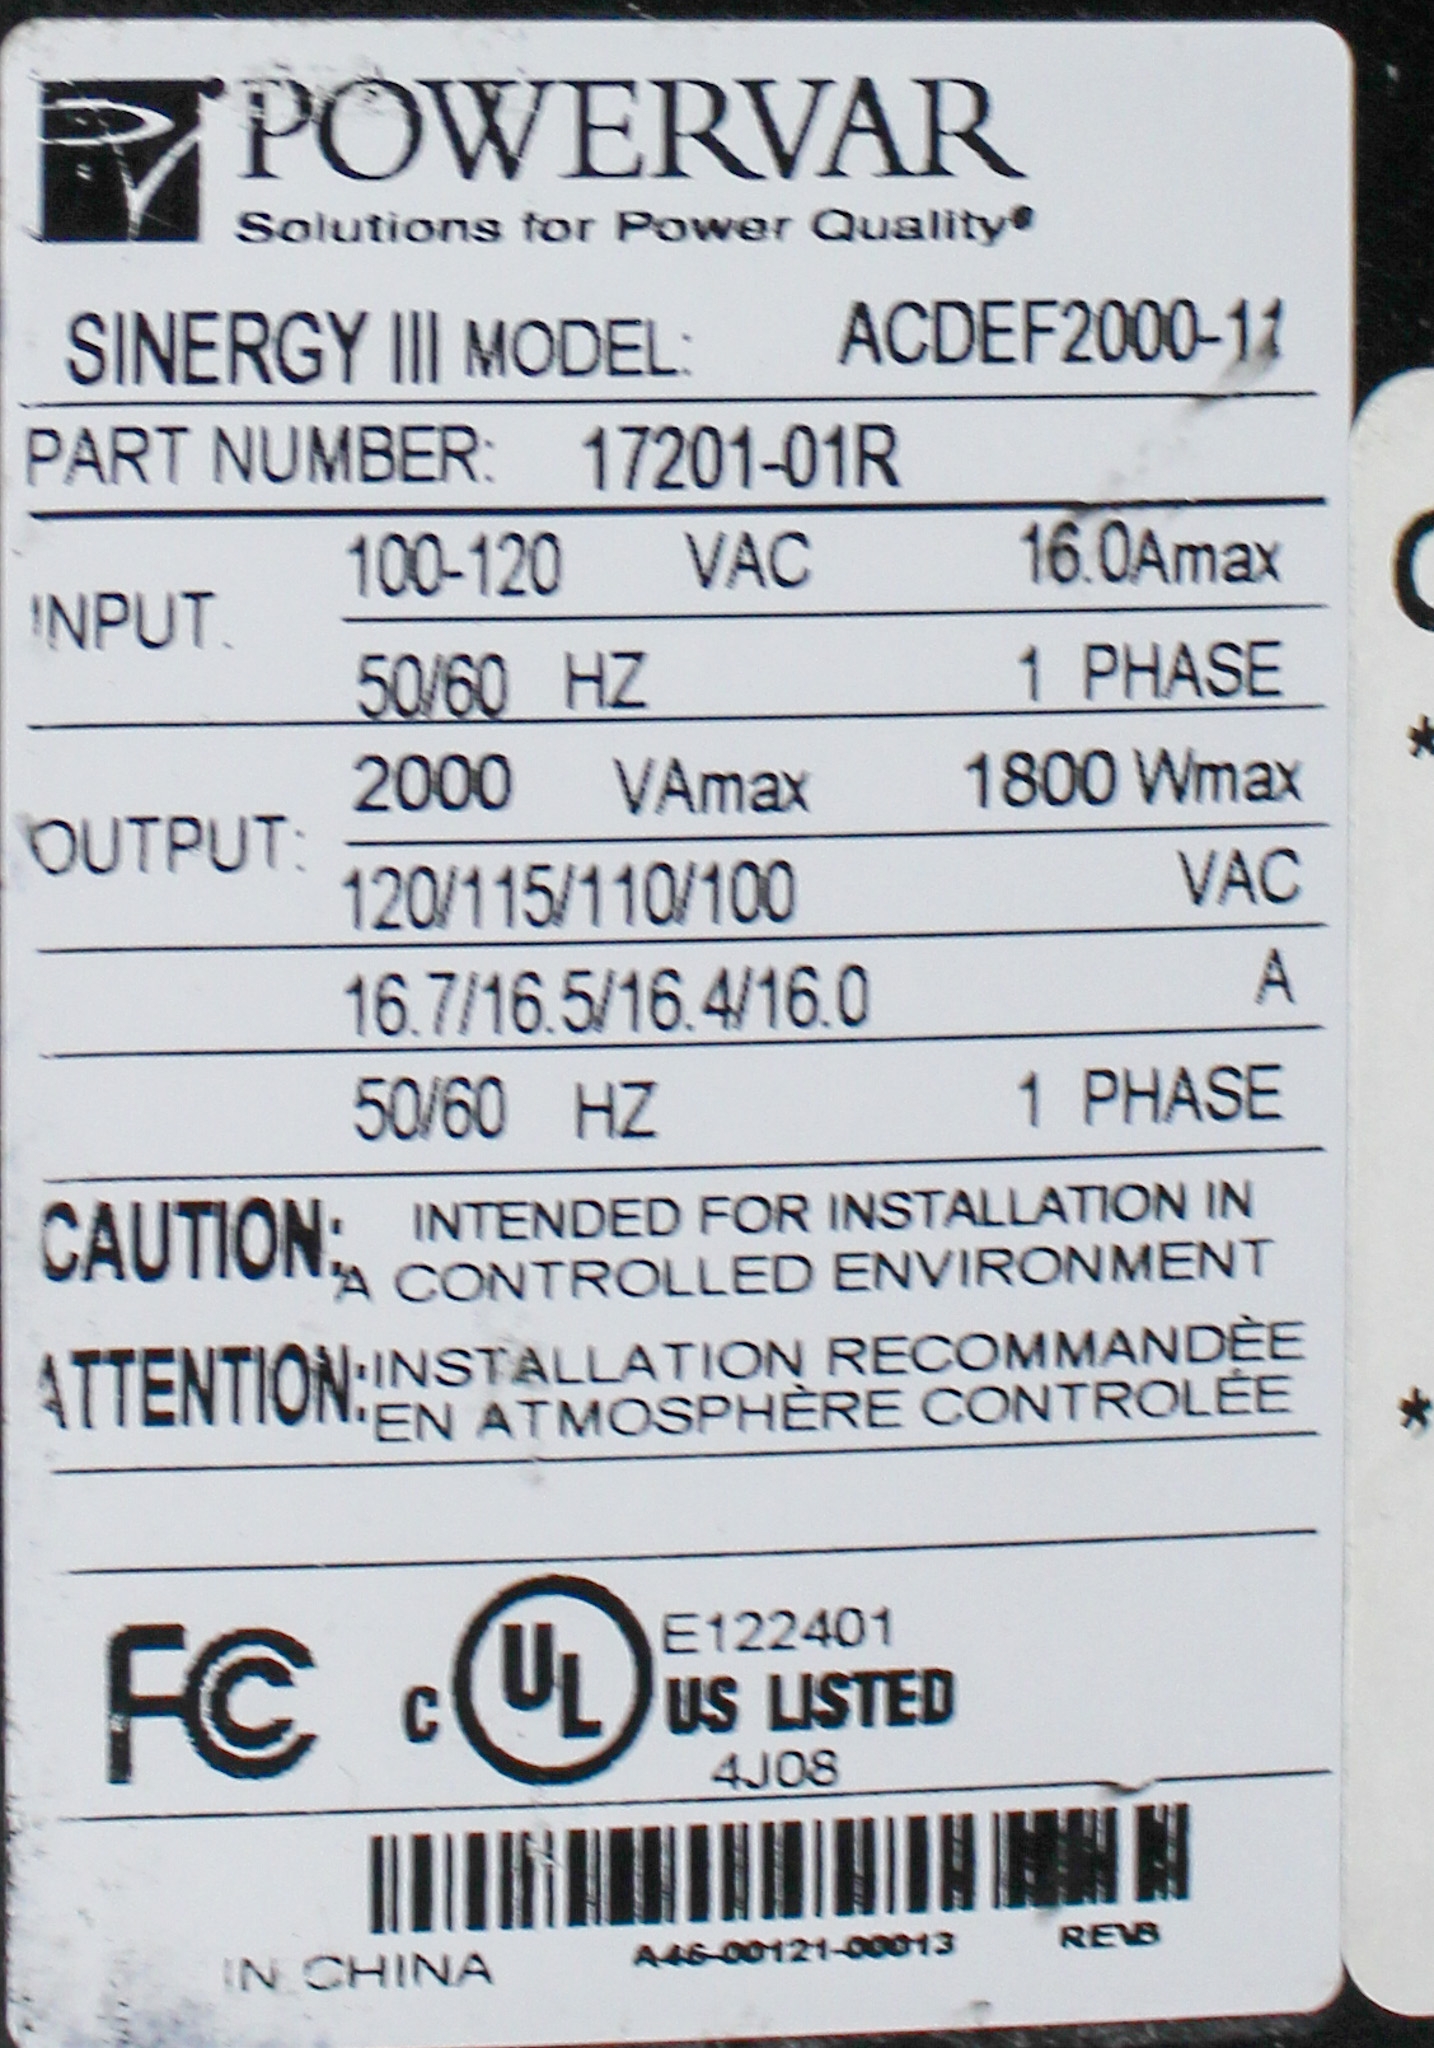 POWERVAR
Solutions for Power Quality®
SINERGY III MODEL: ACDEF2000-11
PART NUMBER: 17201-01R
INPUT. 100-120 VAC 16.0Amax
50/60 HZ 1 PHASE
OUTPUT: 2000 VAmax 1800 Wmax
120/115/110/100 VAC
16.7/16.5/16.4/16.0 A
50/60 HZ 1 PHASE
CAUTION: INTENDED FOR INSTALLATION IN
A CONTROLLED ENVIRONMENT
ATTENTION: INSTALLATION RECOMMANDÈE
EN ATMOSPHÈRE CONTROLÉE
FC
E122401
C UL US LISTED
4J08
IN CHINA A46-00121-00013 REVB
*
*